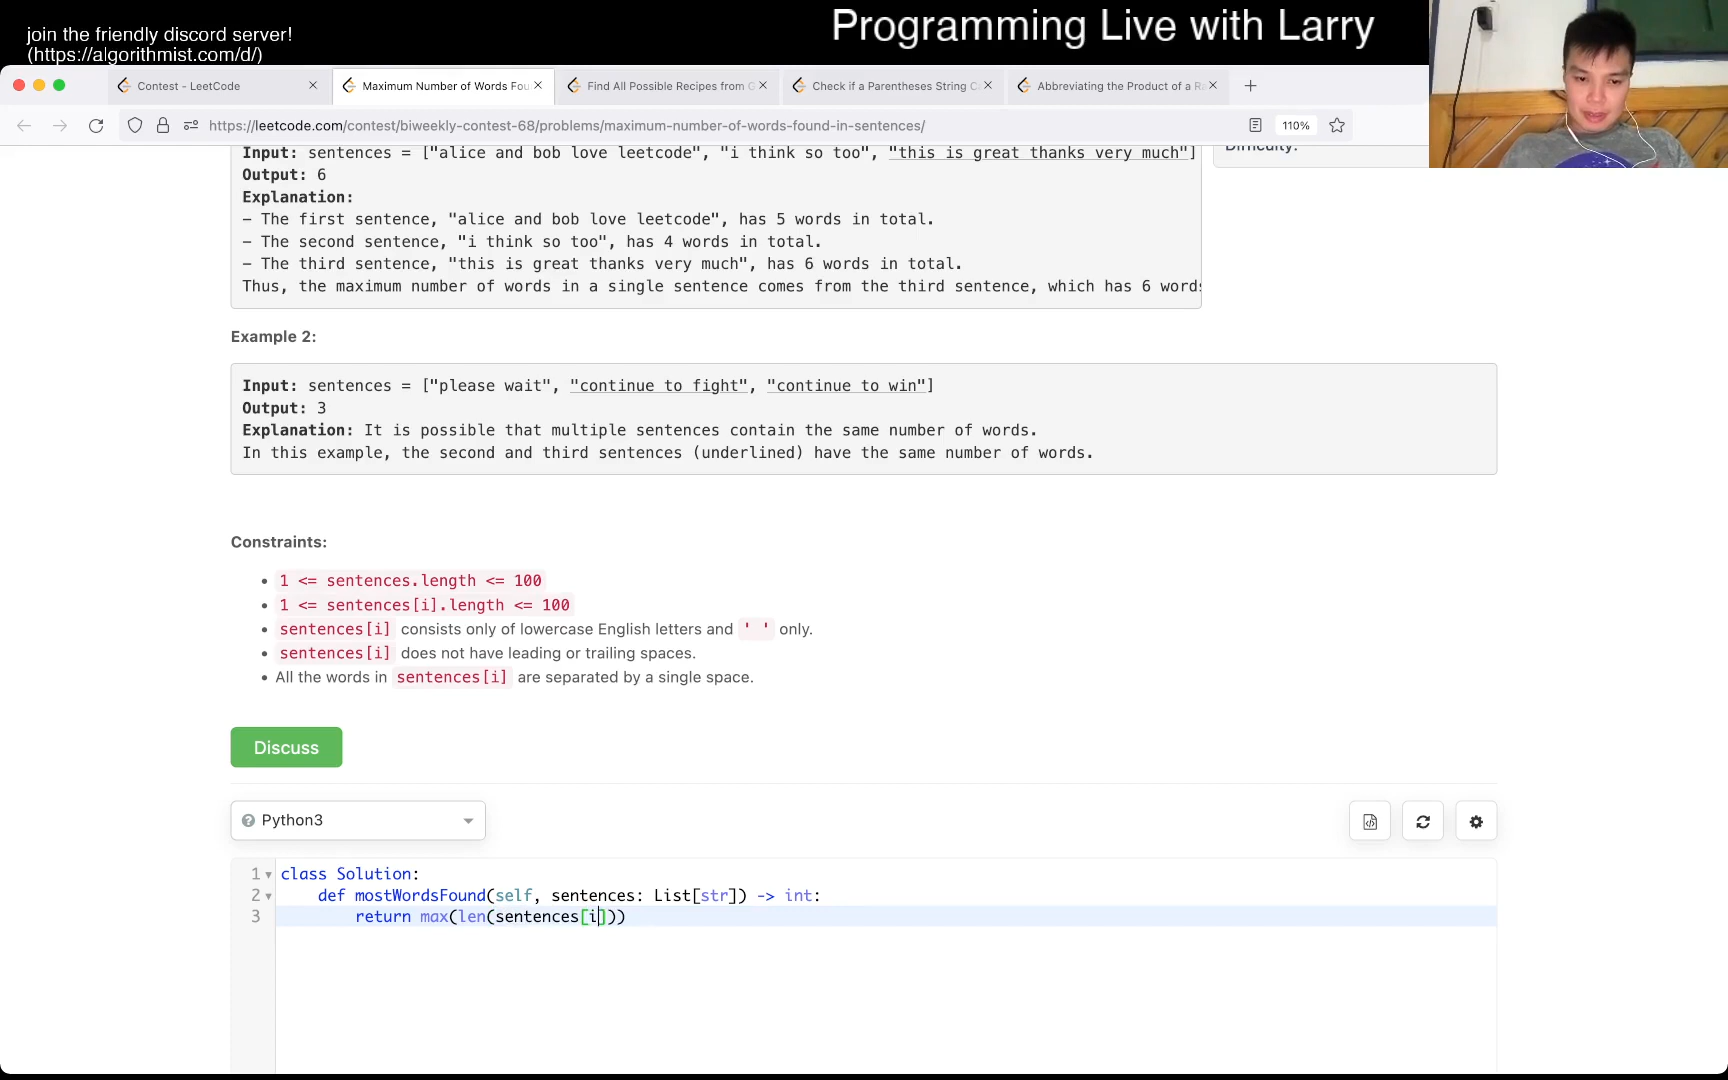 join the friendly discord server!
(https://algorithmist.com/d/)
Programming Live with Larry
Contest - LeetCode
Maximum Number of Words Fou
Find All Possible Recipes from G
Check if a Parentheses String C
Abbreviating the Product of a Ra
https://leetcode.com/contest/biweekly-contest-68/problems/maximum-number-of-words-found-in-sentences/
110%
Input: sentences = ["alice and bob love leetcode", "i think so too", "this is great thanks very much"]
Difficulty:
Output: 6
Explanation:
- The first sentence, "alice and bob love leetcode", has 5 words in total.
- The second sentence, "i think so too", has 4 words in total.
- The third sentence, "this is great thanks very much", has 6 words in total.
Thus, the maximum number of words in a single sentence comes from the third sentence, which has 6 words
Example 2:
Input: sentences = ["please wait", "continue to fight", "continue to win"]
Output: 3
Explanation: It is possible that multiple sentences contain the same number of words.
In this example, the second and third sentences (underlined) have the same number of words.
Constraints:
• 1 <= sentences.length <= 100
• 1 <= sentences[i].length <= 100
• sentences[i] consists only of lowercase English letters and ' ' only.
• sentences[i] does not have leading or trailing spaces.
• All the words in sentences[i] are separated by a single space.
Discuss
Python3
1 class Solution:
2 def mostWordsFound(self, sentences: List[str]) -> int:
3 return max(len(sentences[i]))